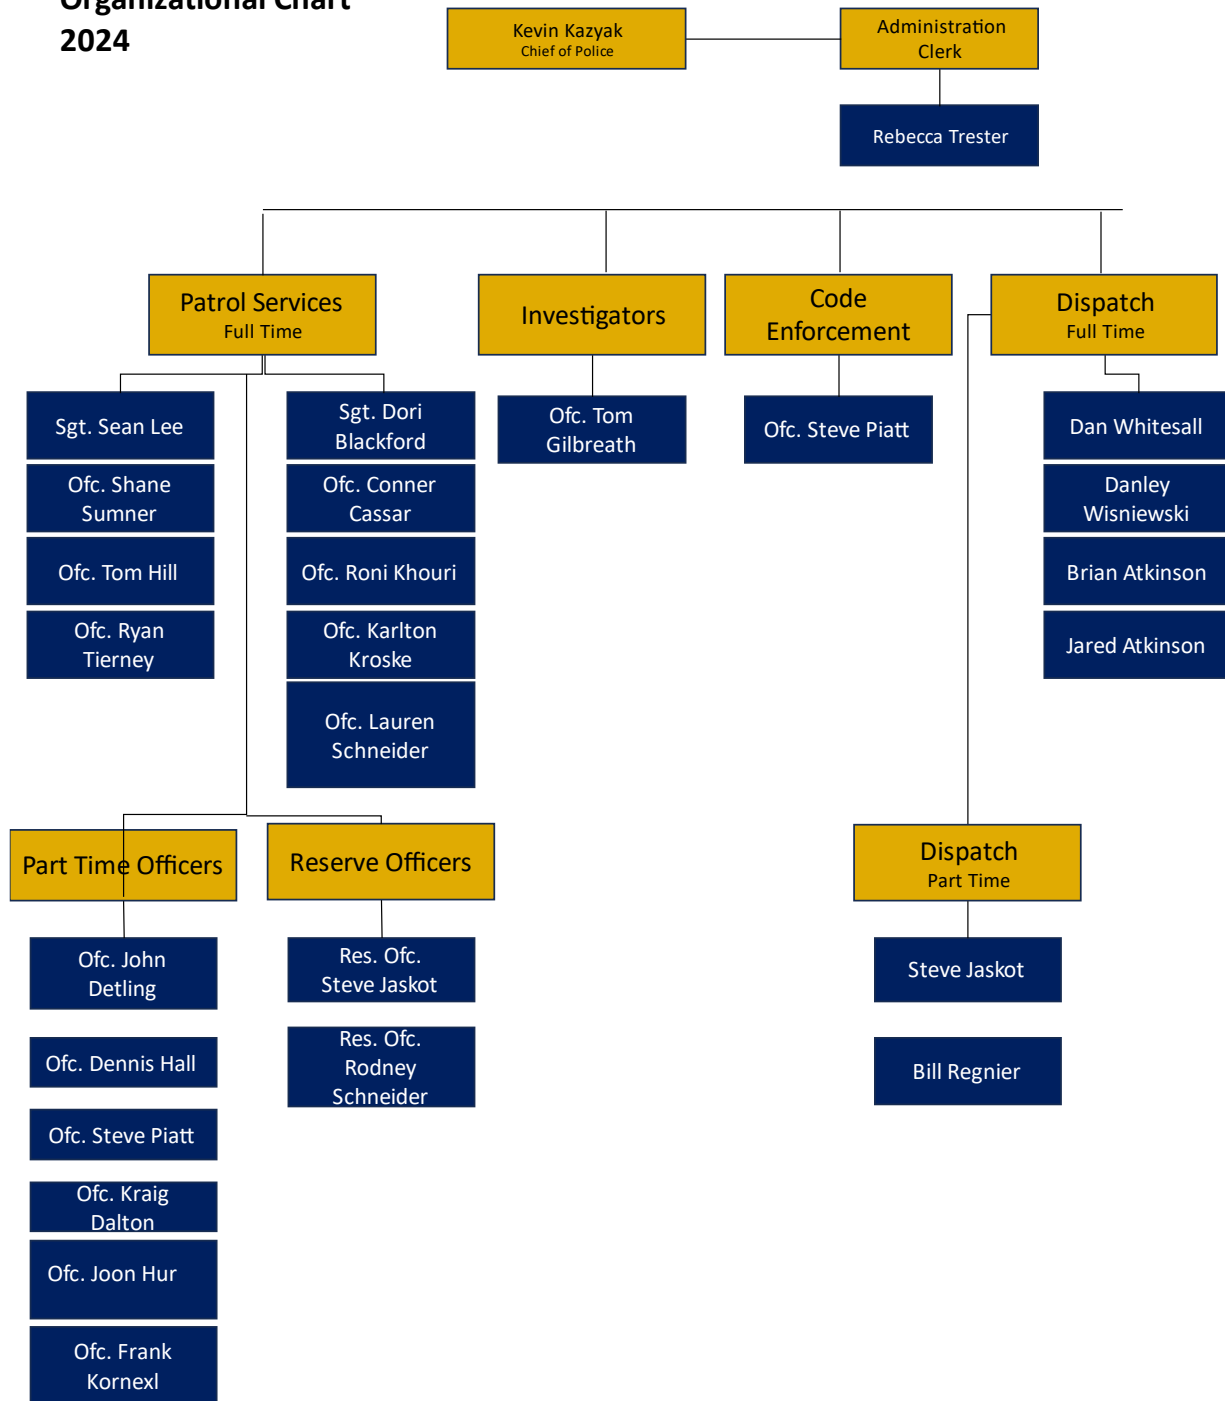 Organizational Chart
2024
Kevin Kazyak
Chief of Police
Administration
Clerk
Rebecca Trester
Patrol Services
Full Time
Investigators
Code
Enforcement
Dispatch
Full Time
Sgt. Sean Lee
Ofc. Shane
Sumner
Ofc. Tom Hill
Ofc. Ryan
Tierney
Sgt. Dori
Blackford
Ofc. Conner
Cassar
Ofc. Roni Khouri
Ofc. Karlton
Kroske
Ofc. Lauren
Schneider
Ofc. Tom
Gilbreath
Ofc. Steve Piatt
Dan Whitesall
Danley
Wisniewski
Brian Atkinson
Jared Atkinson
Part Time Officers
Reserve Officers
Dispatch
Part Time
Ofc. John
Detling
Ofc. Dennis Hall
Ofc. Steve Piatt
Ofc. Kraig
Dalton
Ofc. Joon Hur
Ofc. Frank
Kornexl
Res. Ofc.
Steve Jaskot
Res. Ofc.
Rodney
Schneider
Steve Jaskot
Bill Regnier